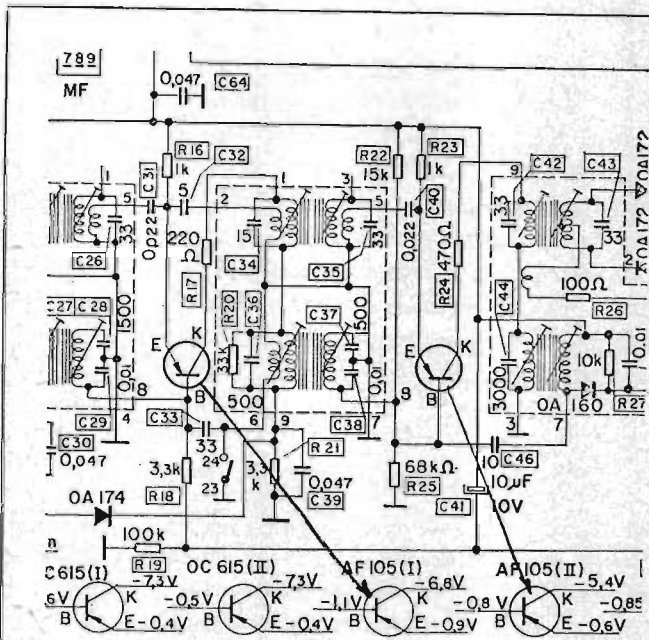 789
MF
0,047 C64
R16
1k
C32
R22
15k
R23
1k
C42
C43
0A172
0A172
C31
1
5
5
2
1
3
5
C40
9
33
C26
0µ22
220
Ω
R17
15
C34
33
C35
0,022
R24
470Ω
33
33
2
C27
C28
1500
R20
33k
C36
C37
500
C44
100Ω
R26
E
K
B
500
0,01
E
K
B
3000
10k
0,01
R27
0,01
8
C29
4
C33
6
9
C38
7
8
3
0A 160
7
C30
0,047
33
24
23
3,3k
R18
3,3
k
R21
0,047
C39
68kΩ
R25
10
C46
C41
10µF
10V
0A174
n
100k
R19
C615(I)
OC615(II)
AF105(I)
AF105(II)
-7,3V
-7,3V
-6,8V
-5,4V
6V
B
K
-0,5V
B
K
-1,1V
B
K
-0,8V
B
K
-0,85
E-0,4V
E-0,4V
E-0,9V
E-0,6V